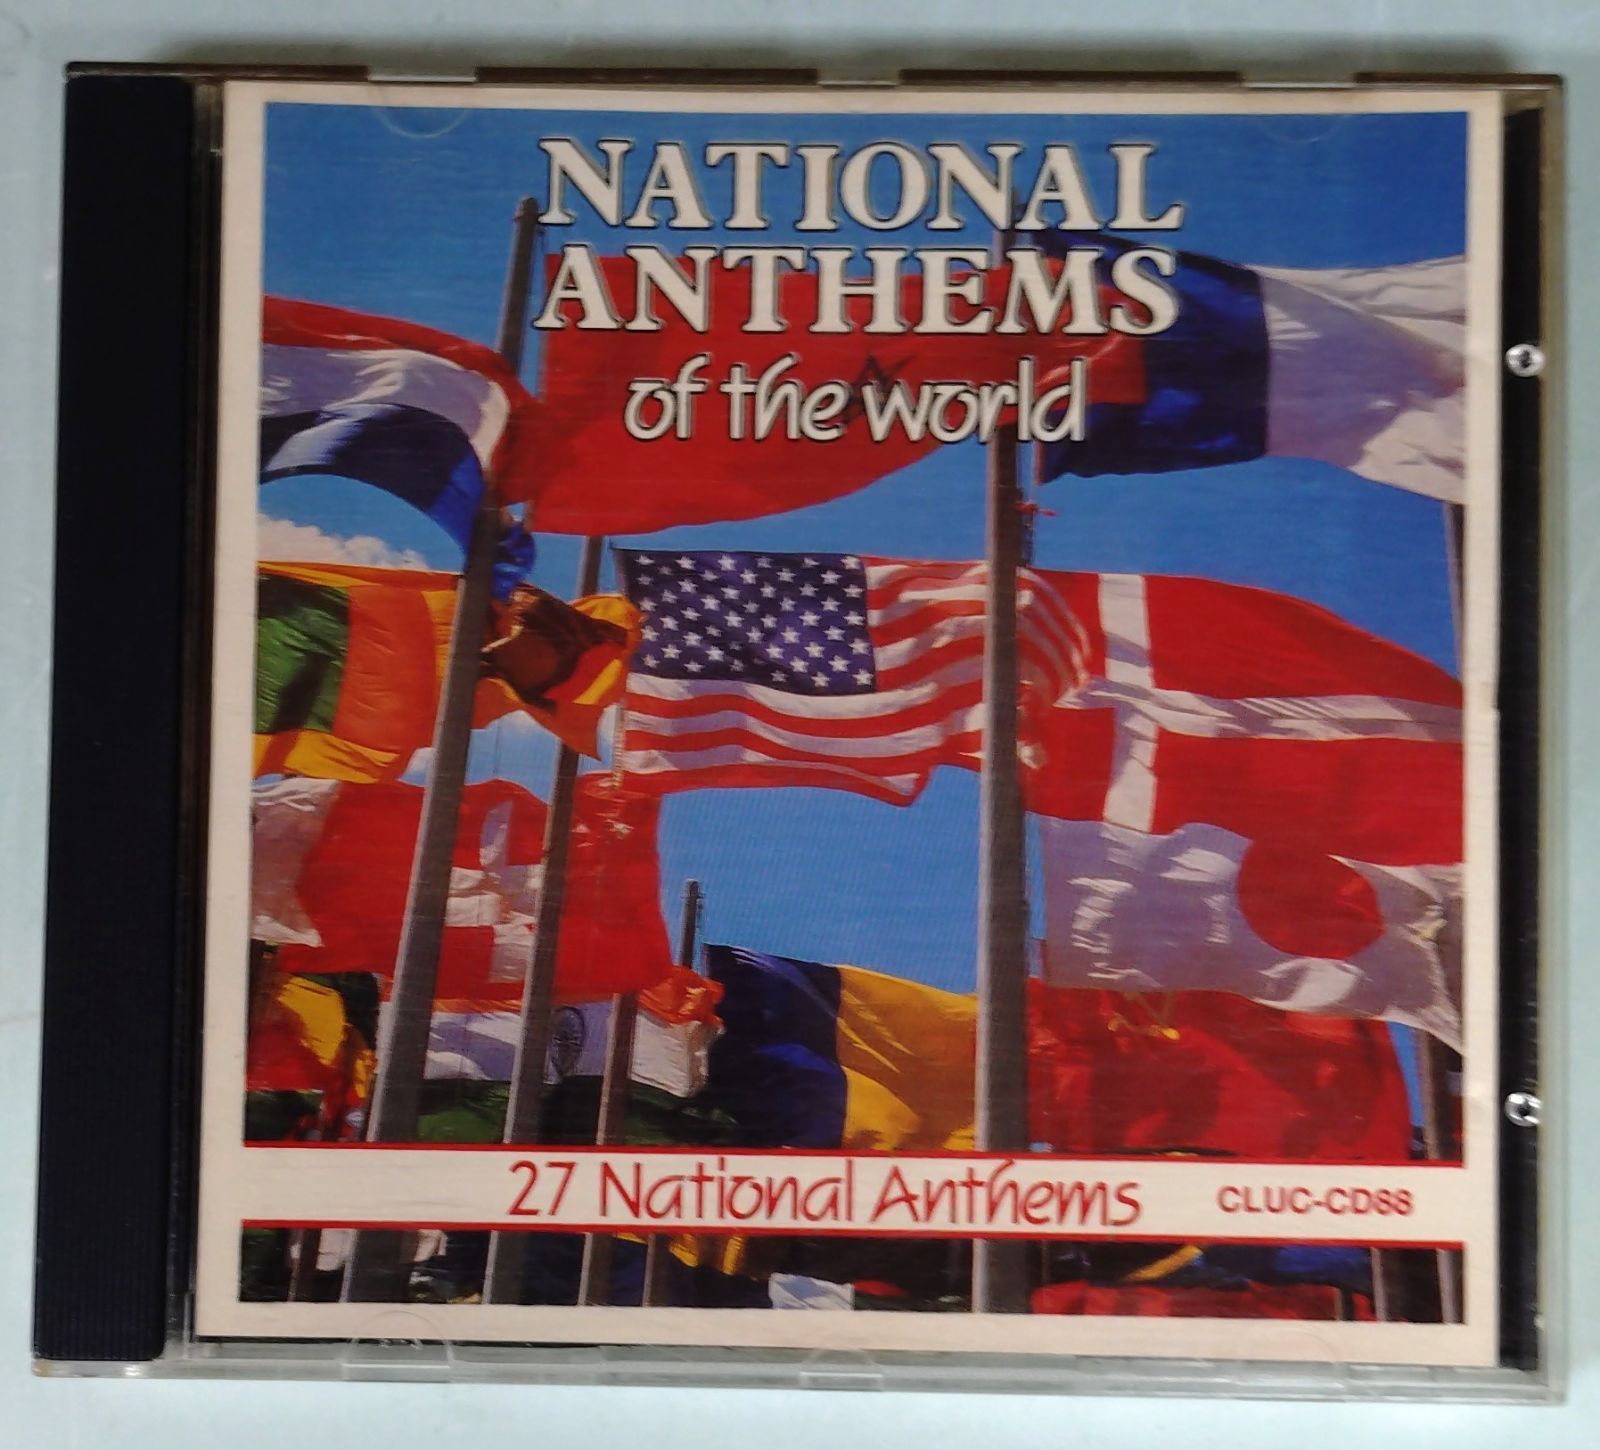 NATIONAL
ANTHEMS
of the world
27 National Anthems CLUC-CD88